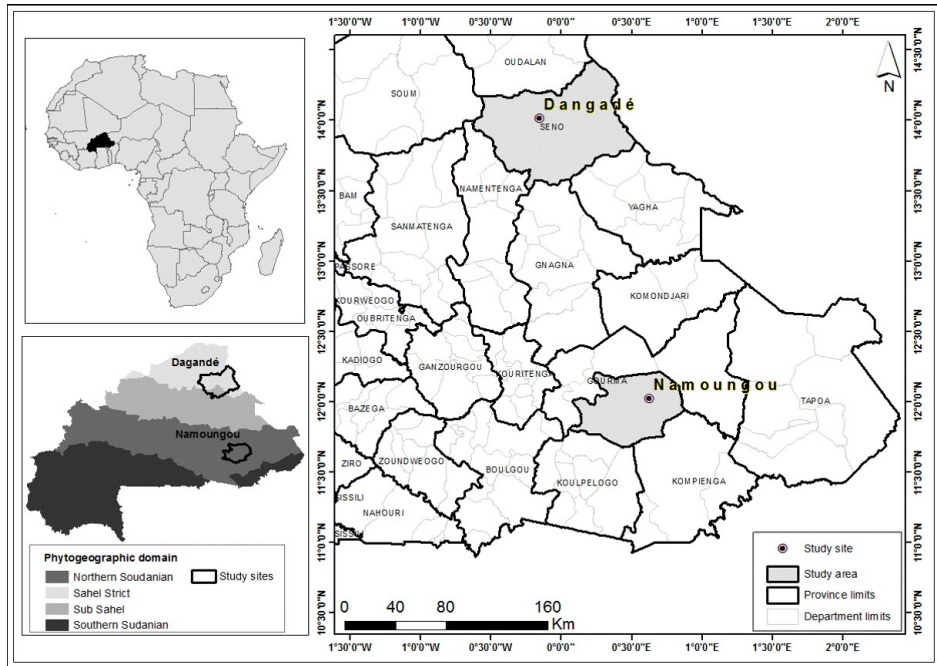 1°30'0"W 1°0'0"W 0°30'0"W 0°0'0"E 0°30'0"E 1°0'0"E 1°30'0"E 2°0'0"E
N
OUDALAN
SOUM
Dangadé
SENO
BAM
NAMENTENGA
YAGHA
SANMATENGA
GNAGNA
PASSORE
KOURWEOGO
KOMONDJARI
OUBRITENGA
KADIOGO
GANZOURGOU
KOURITENGA
GOURMA
Namoungou
TAPOA
BAZEGA
ZIRO
ZOUNDWEOGO
BOULGOU
KOULPELOGO
KOMPIENGA
SISSILI
NAHOURI
SISSILI
14°0'0"N
13°30'0"N
13°0'0"N
12°30'0"N
12°0'0"N
11°30'0"N
11°0'0"N
10°30'0"N
14°0'0"N
13°30'0"N
13°0'0"N
12°30'0"N
12°0'0"N
11°30'0"N
11°0'0"N
10°30'0"N
Dagandé
Namoungou
Phytogeographic domain
Northern Soudanian
Study sites
Sahel Strict
Sub Sahel
Southern Sudanian
0 40 80 160
Km
Study site
Study area
Province limits
Department limits
1°30'0"W 1°0'0"W 0°30'0"W 0°0'0"E 0°30'0"E 1°0'0"E 1°30'0"E 2°0'0"E